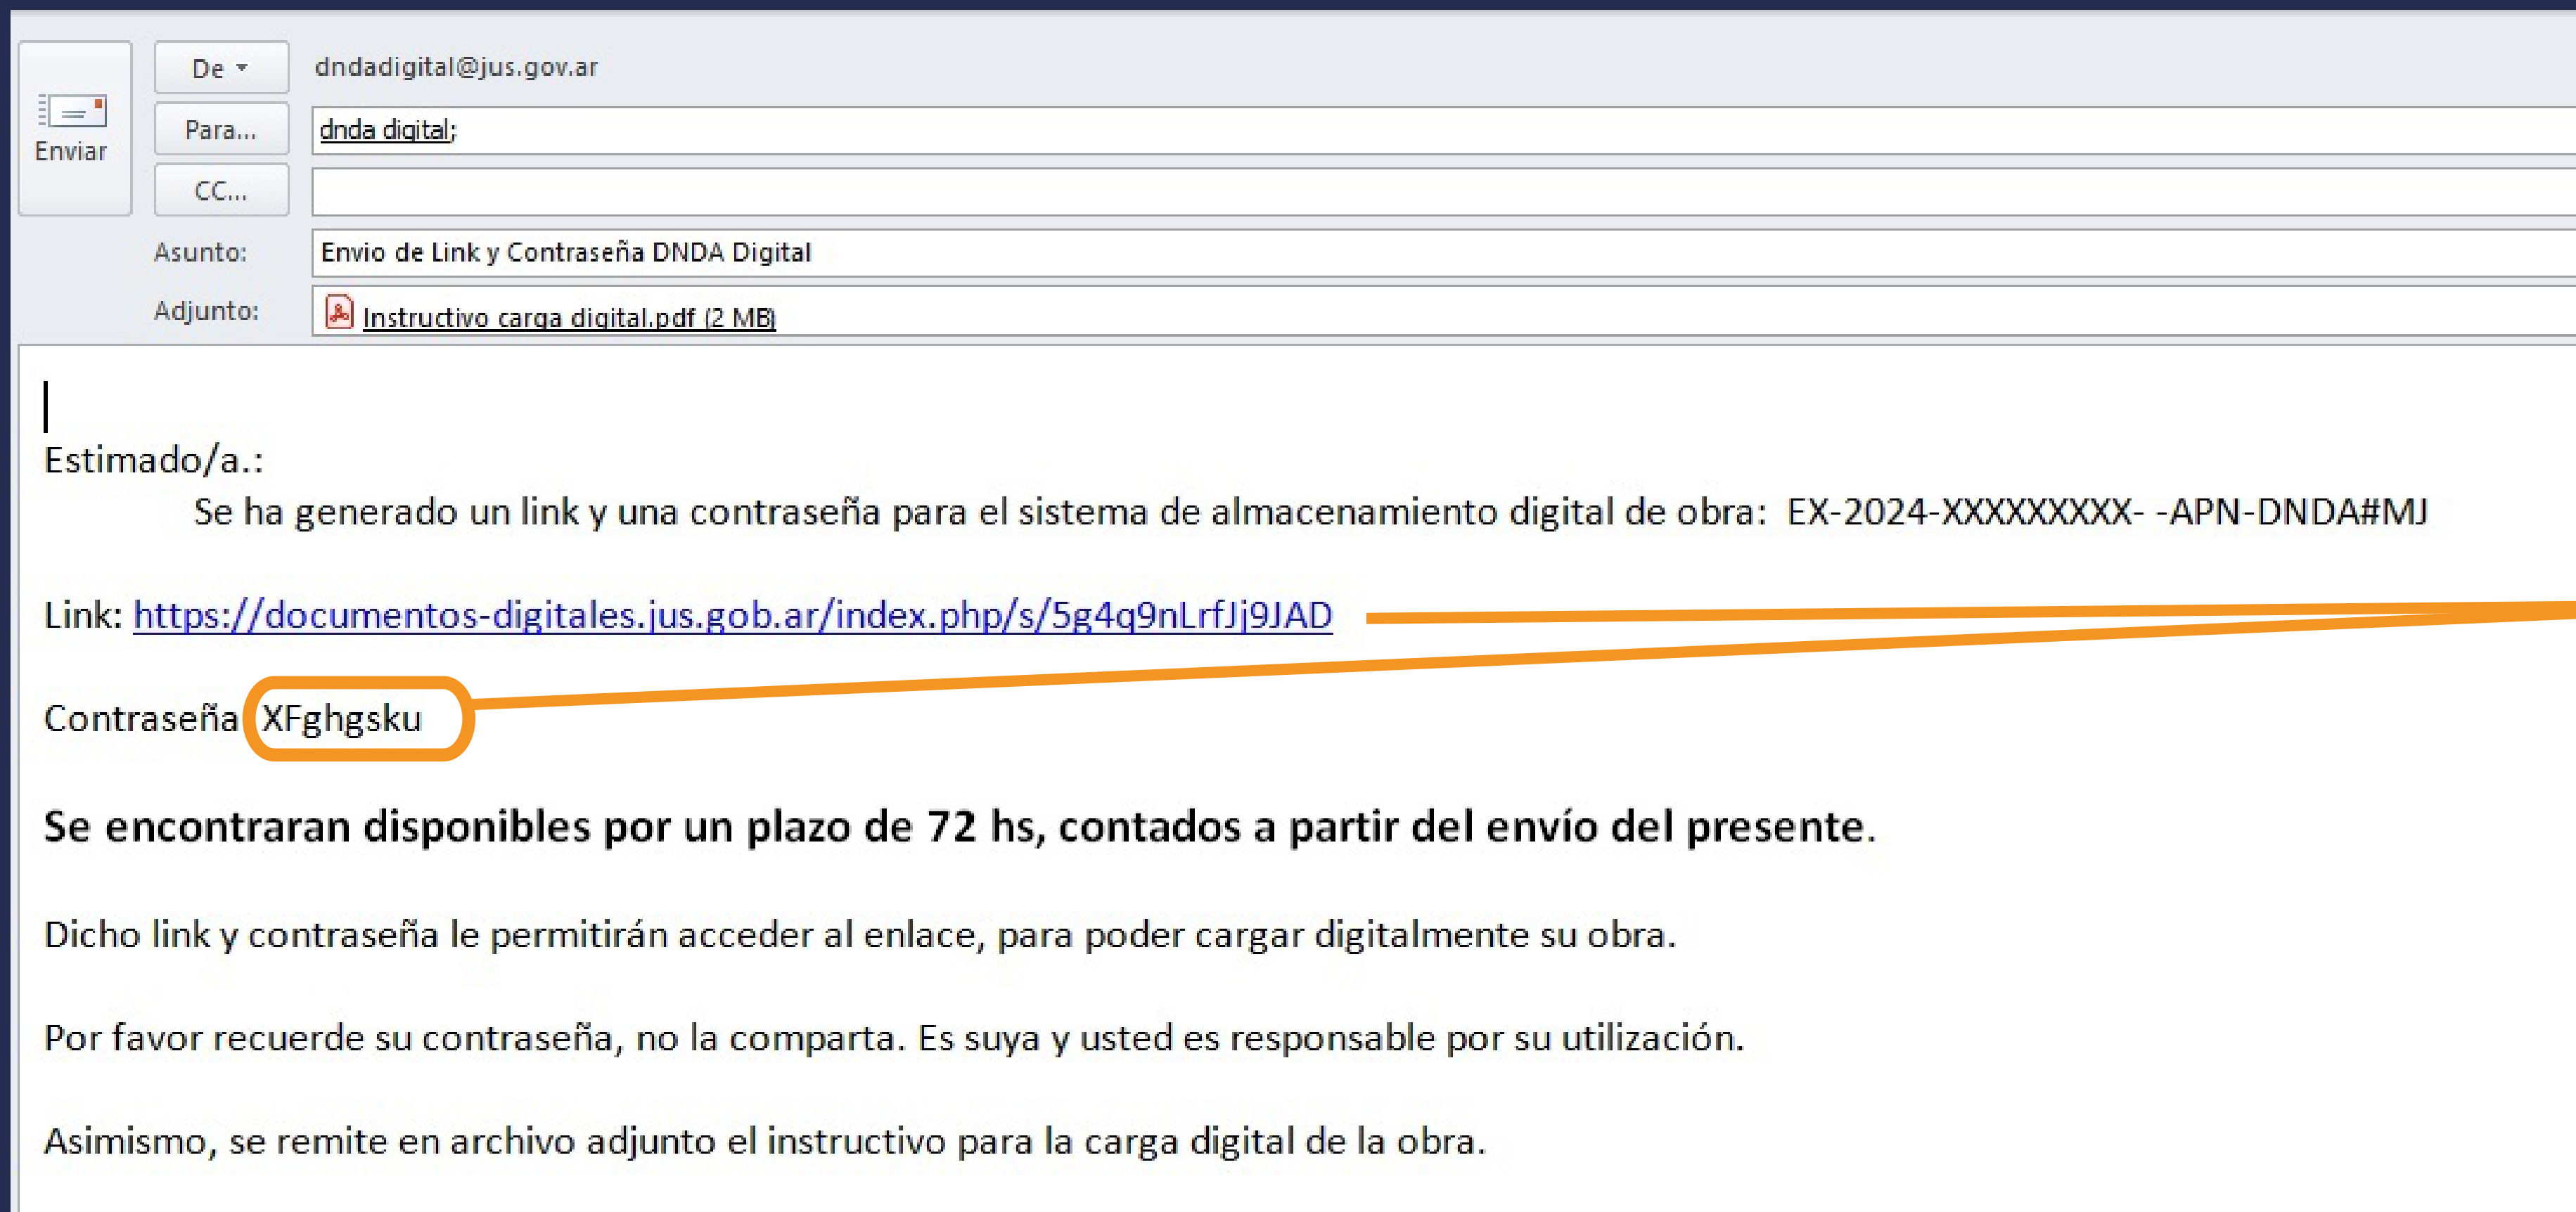 De
dndadigital@jus.gov.ar
Para...
dnda digital;
Enviar
CC...
Asunto:
Envio de Link y Contraseña DNDA Digital
Adjunto:
Instructivo carga digital.pdf (2 MB)
Estimado/a.:
Se ha generado un link y una contraseña para el sistema de almacenamiento digital de obra: EX-2024-XXXXXXXXX- -APN-DNDA#MJ
Link: https://documentos-digitales.jus.gob.ar/index.php/s/5g4q9nLrfJj9JAD
Contraseña XFghgsku
Se encontraran disponibles por un plazo de 72 hs, contados a partir del envío del presente.
Dicho link y contraseña le permitirán acceder al enlace, para poder cargar digitalmente su obra.
Por favor recuerde su contraseña, no la comparta. Es suya y usted es responsable por su utilización.
Asimismo, se remite en archivo adjunto el instructivo para la carga digital de la obra.